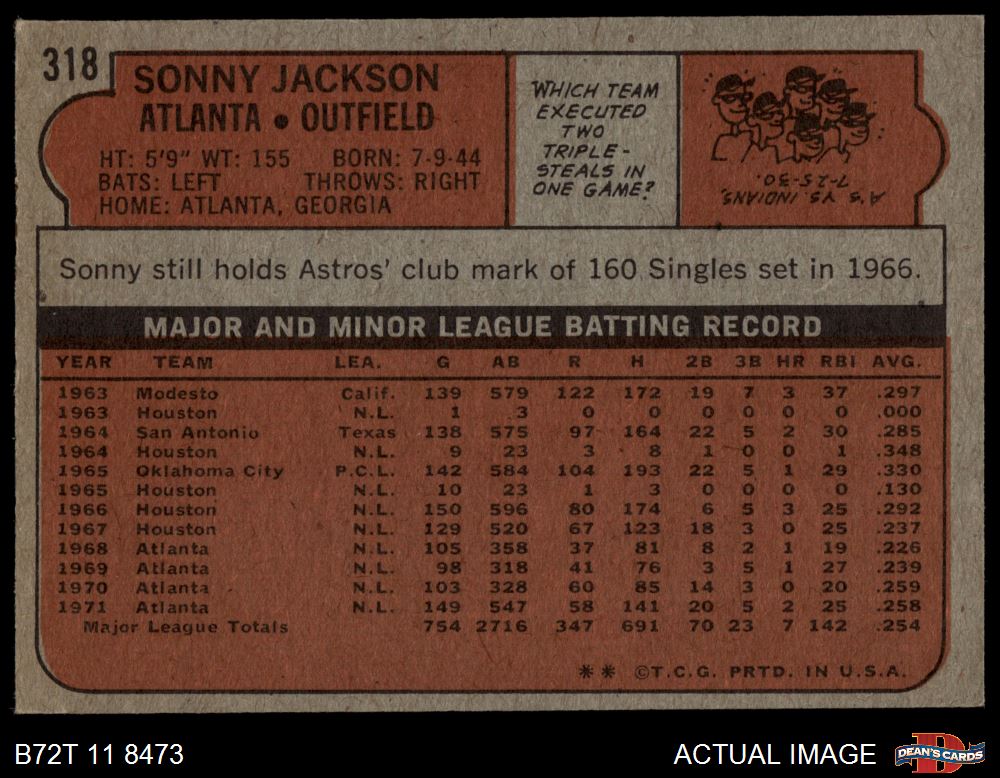 318
SONNY JACKSON
ATLANTA • OUTFIELD
HT: 5'9" WT: 155 BORN: 7-9-44
BATS: LEFT THROWS: RIGHT
HOME: ATLANTA, GEORGIA
WHICH TEAM
EXECUTED
TWO
TRIPLE-
STEALS IN
ONE GAME?
A'S VS. INDIANS,
7-25-30.
Sonny still holds Astros' club mark of 160 Singles set in 1966.
MAJOR AND MINOR LEAGUE BATTING RECORD
YEAR TEAM LEA. G AB R H 2B 3B HR RBI AVG.
1963 Modesto Calif. 139 579 122 172 19 7 3 37 .297
1963 Houston N.L. 1 3 0 0 0 0 0 0 .000
1964 San Antonio Texas 138 575 97 164 22 5 2 30 .285
1964 Houston N.L. 9 23 3 8 1 0 0 1 .348
1965 Oklahoma City P.C.L. 142 584 104 193 22 5 1 29 .330
1965 Houston N.L. 10 23 1 3 0 0 0 0 .130
1966 Houston N.L. 150 596 80 174 6 5 3 25 .292
1967 Houston N.L. 129 520 67 123 18 3 0 25 .237
1968 Atlanta N.L. 105 358 37 81 8 2 1 19 .226
1969 Atlanta N.L. 98 318 41 76 3 5 1 27 .239
1970 Atlanta N.L. 103 328 60 85 14 3 0 20 .259
1971 Atlanta N.L. 149 547 58 141 20 5 2 25 .258
Major League Totals 754 2716 347 691 70 23 7 142 .254
** ©T.C.G. PRTD. IN U.S.A.
B72T 11 8473
ACTUAL IMAGE
DEAN'S CARDS